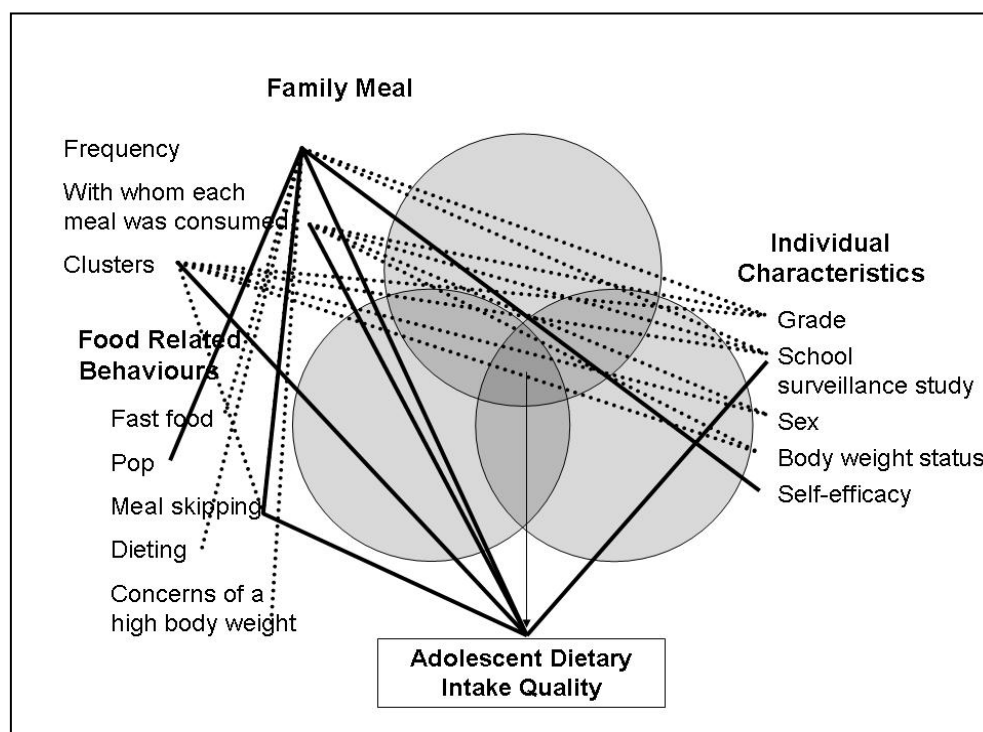 Family Meal
Frequency
With whom each
meal was consumed
Clusters
Food Related
Behaviours
Fast food
Pop
Meal skipping
Dieting
Concerns of a
high body weight
Individual
Characteristics
Grade
School
surveillance study
Sex
Body weight status
Self-efficacy
Adolescent Dietary
Intake Quality